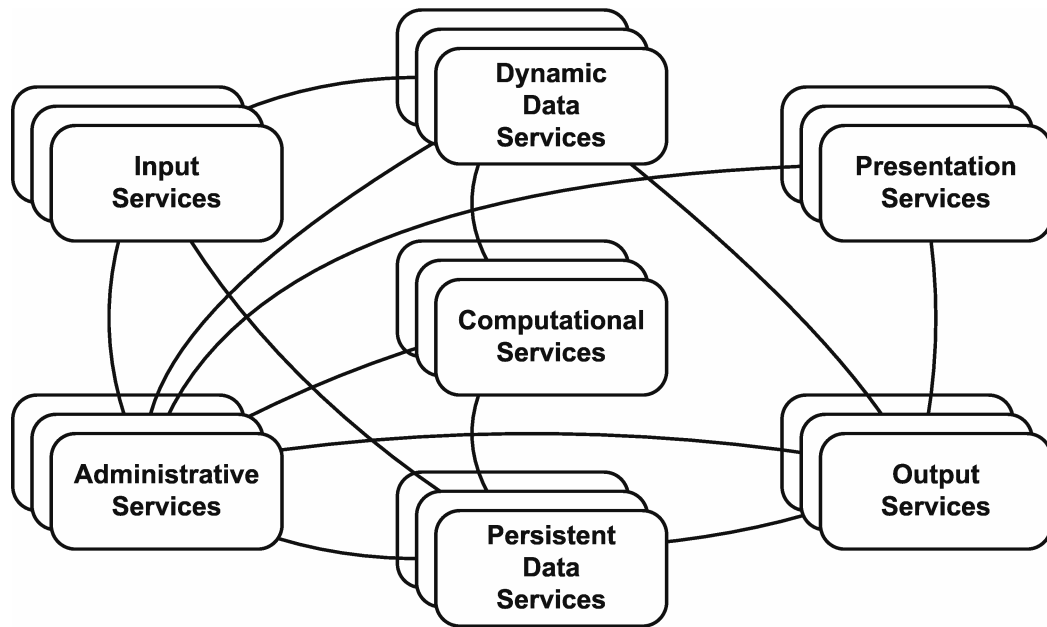 Dynamic
Data
Services
Input
Services
Presentation
Services
Computational
Services
Administrative
Services
Output
Services
Persistent
Data
Services